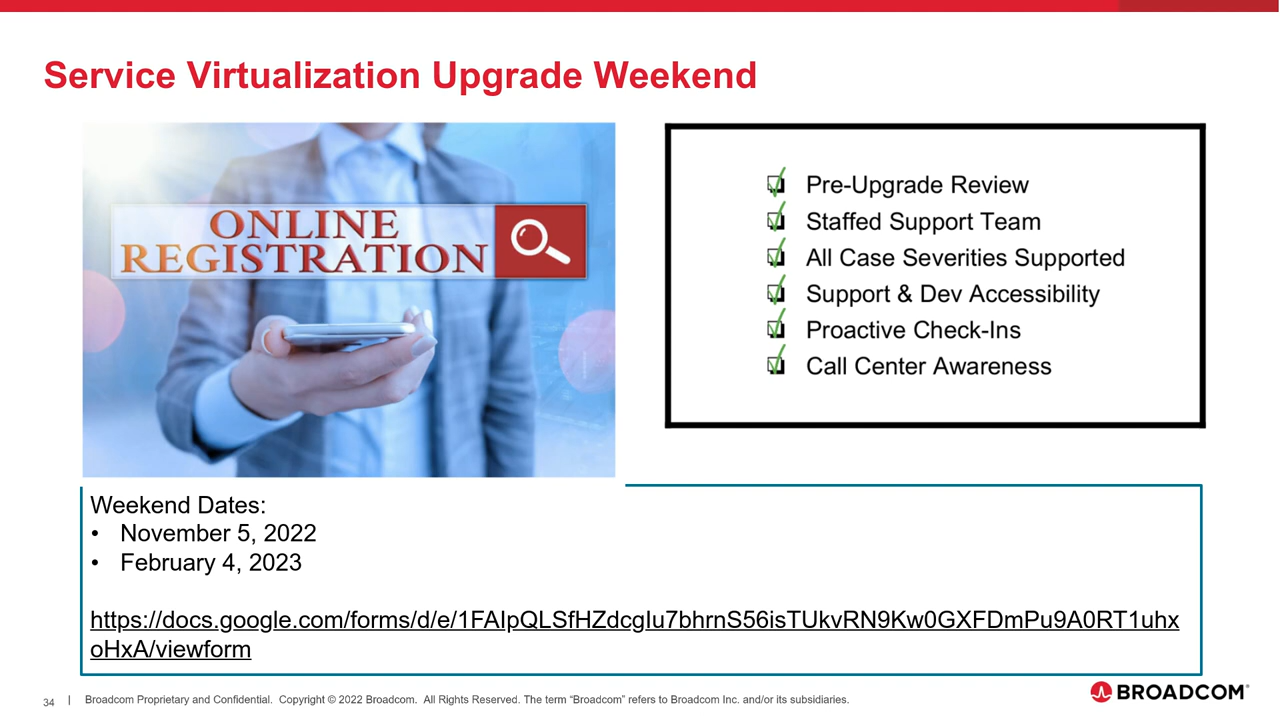 Service Virtualization Upgrade Weekend
ONLINE
REGISTRATION
Pre-Upgrade Review
Staffed Support Team
All Case Severities Supported
Support & Dev Accessibility
Proactive Check-Ins
Call Center Awareness
Weekend Dates:
• November 5, 2022
• February 4, 2023
https://docs.google.com/forms/d/e/1FAIpQLSfHZdcgIu7bhrnS56isTUkvRN9Kw0GXFDmPu9A0RT1uhx
oHxA/viewform
34 | Broadcom Proprietary and Confidential. Copyright © 2022 Broadcom. All Rights Reserved. The term “Broadcom” refers to Broadcom Inc. and/or its subsidiaries.
BROADCOM®